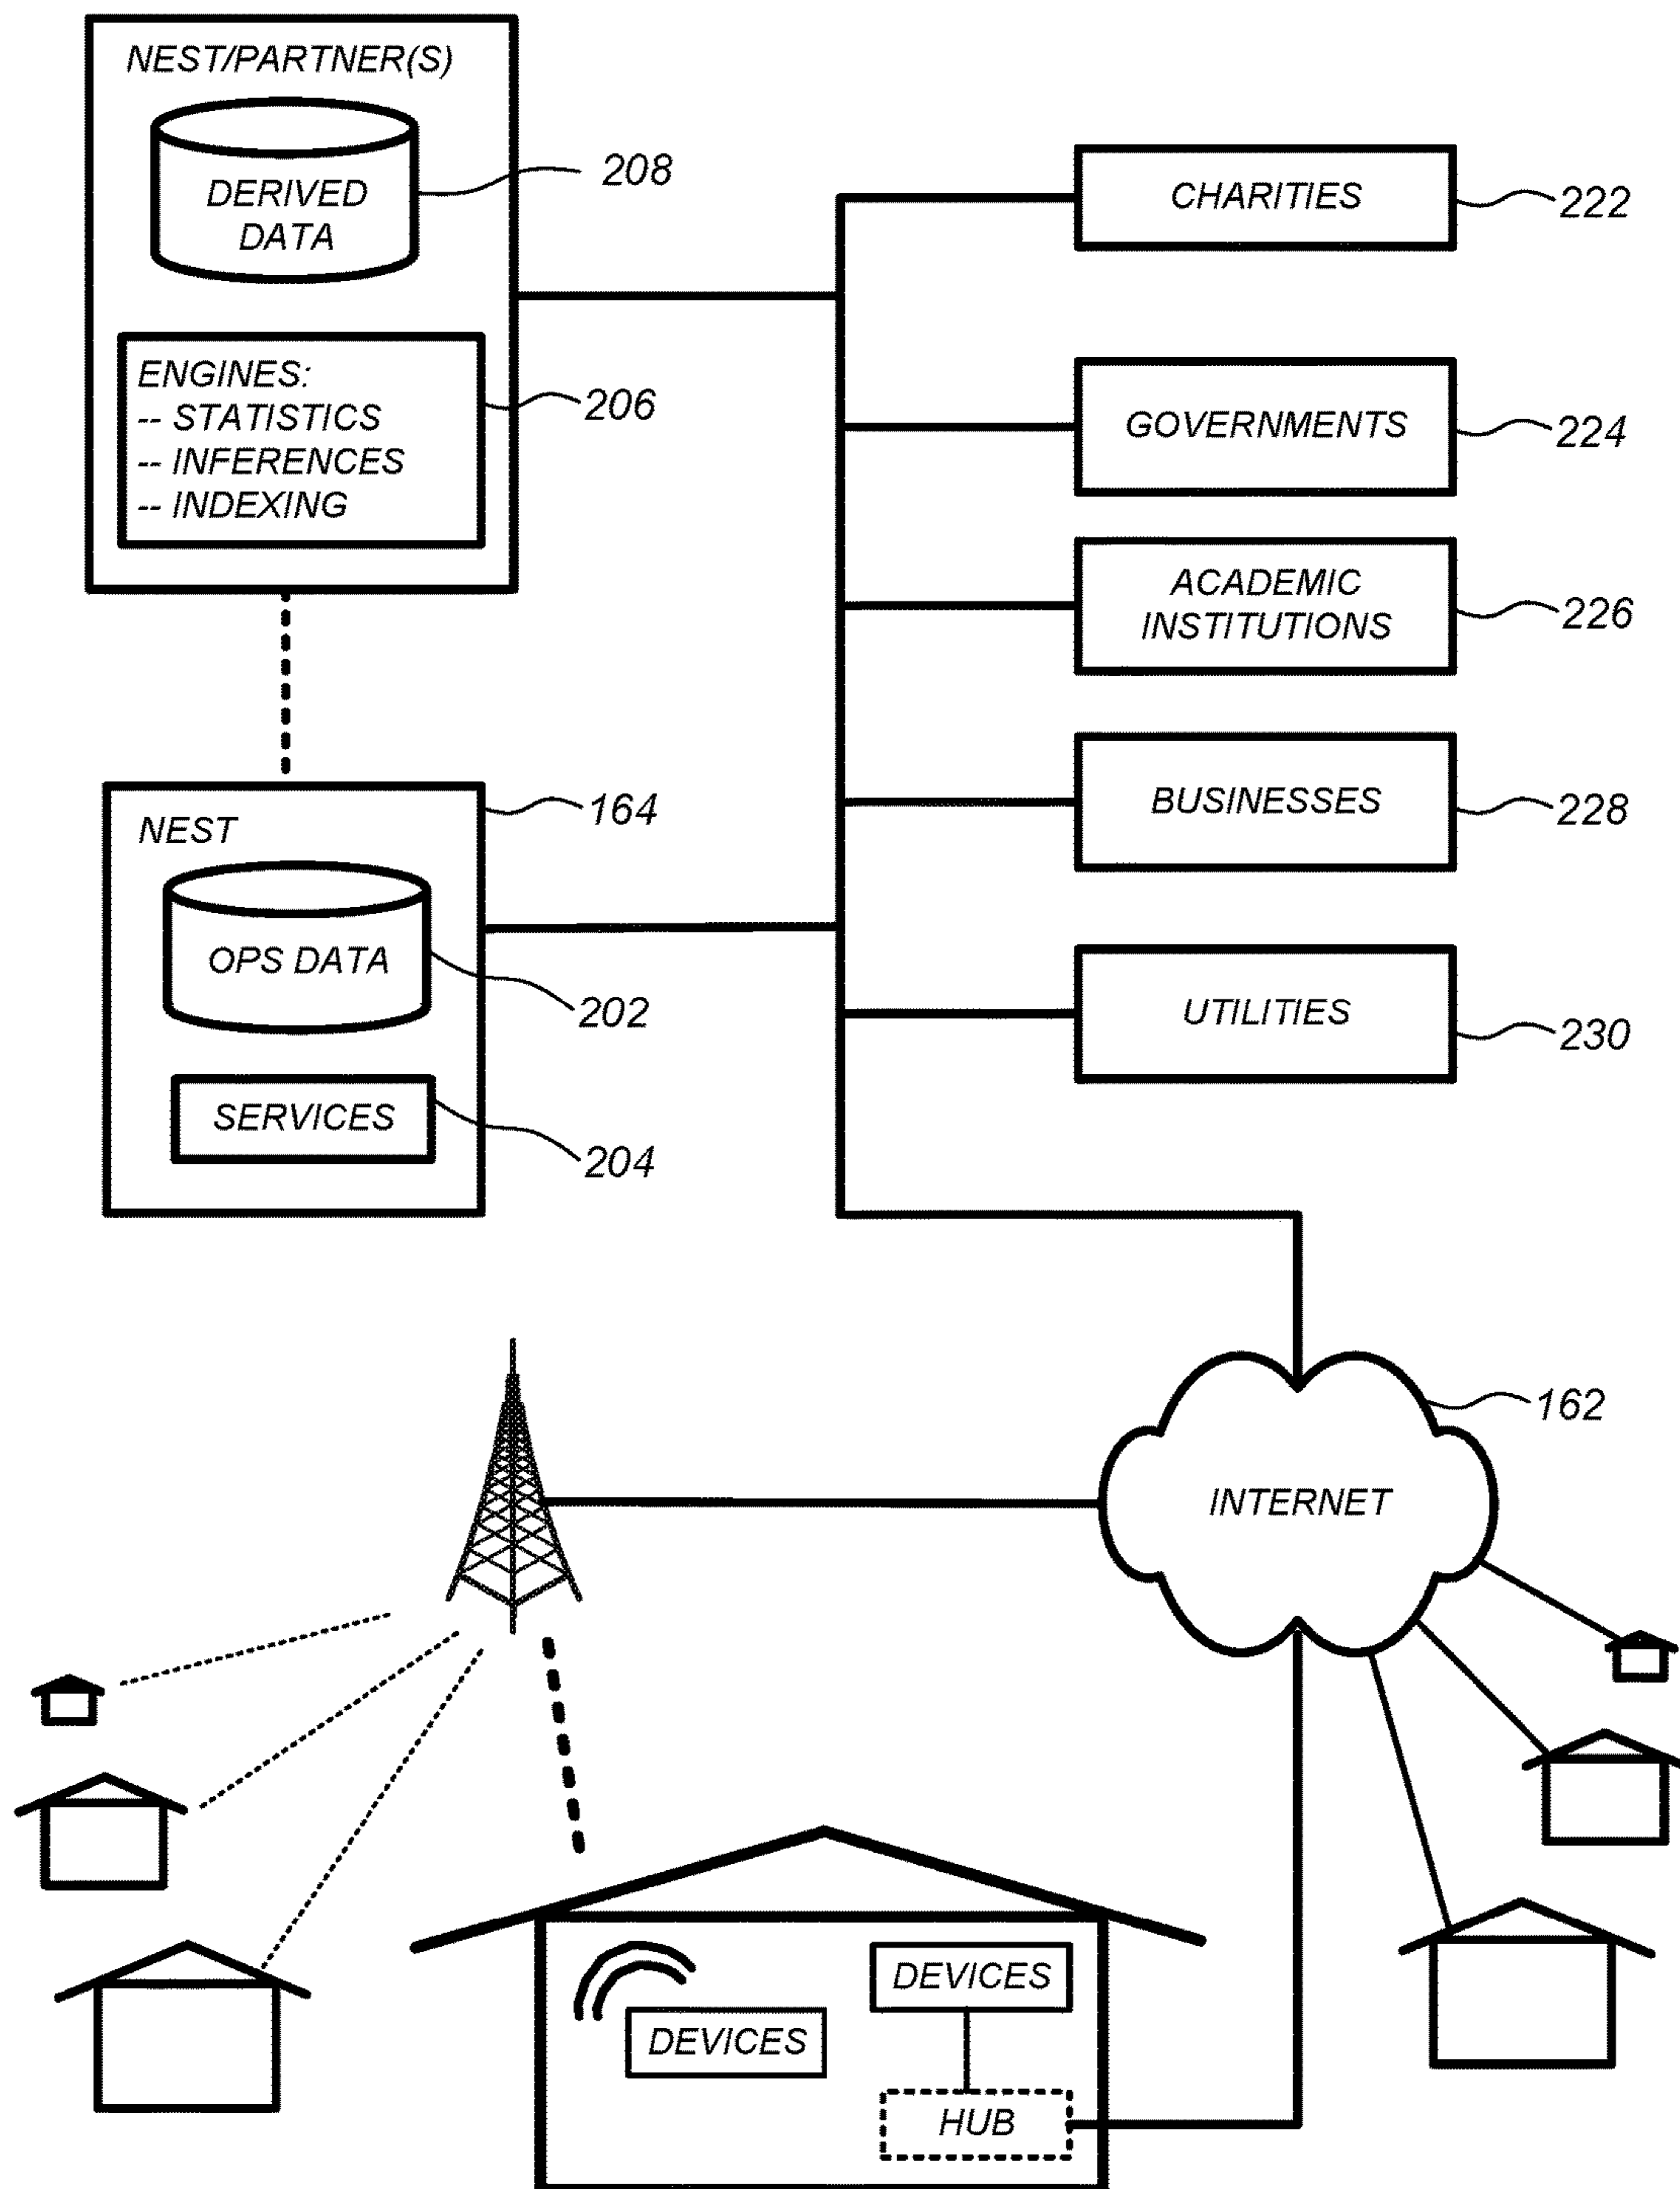 NEST/PARTNER(S)
DERIVED
DATA
208
ENGINES:
-- STATISTICS
-- INFERENCES
-- INDEXING
206
NEST
164
OPS DATA
202
SERVICES
204
CHARITIES
222
GOVERNMENTS
224
ACADEMIC
INSTITUTIONS
226
BUSINESSES
228
UTILITIES
230
162
INTERNET
DEVICES
DEVICES
HUB